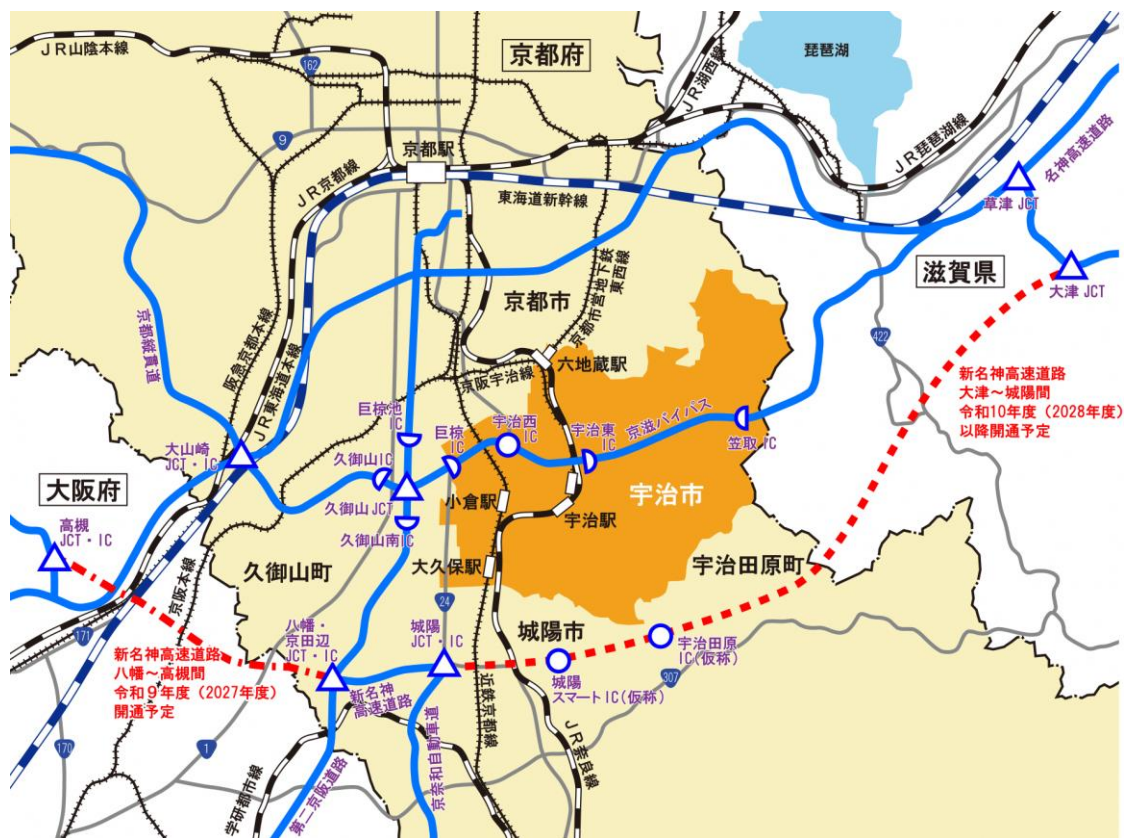 JR山陰本線
162
京都府
琵琶湖
JR湖西線
9
京都駅
JR琵琶湖線
名神高速道路
JR京都線
東海道新幹線
草津 JCT
滋賀県
大津 JCT
京都市
京都市営地下鉄
東西線
京都縦貫道
阪急京都本線
JR東海道本線
六地蔵駅
京阪宇治線
422
新名神高速道路
大津～城陽間
令和10年度（2028年度）
以降開通予定
巨椋池
IC
巨椋
IC
宇治西
IC
宇治東
IC
京滋バイパス
笠取 IC
大山崎
JCT・IC
久御山IC
久御山 JCT
久御山南IC
小倉駅
宇治駅
宇治市
大阪府
高槻
JCT・IC
大久保駅
久御山町
宇治田原町
京阪本線
24
171
八幡・
京田辺
JCT・IC
城陽
JCT・IC
城陽市
宇治田原
IC(仮称)
新名神高速道路
八幡～高槻間
令和９年度（2027年度）
開通予定
新名神
高速道路
城陽
スマートIC(仮称)
307
近鉄京都線
170
1
学研都市線
第二京阪道路
京奈和自動車道
JR奈良線